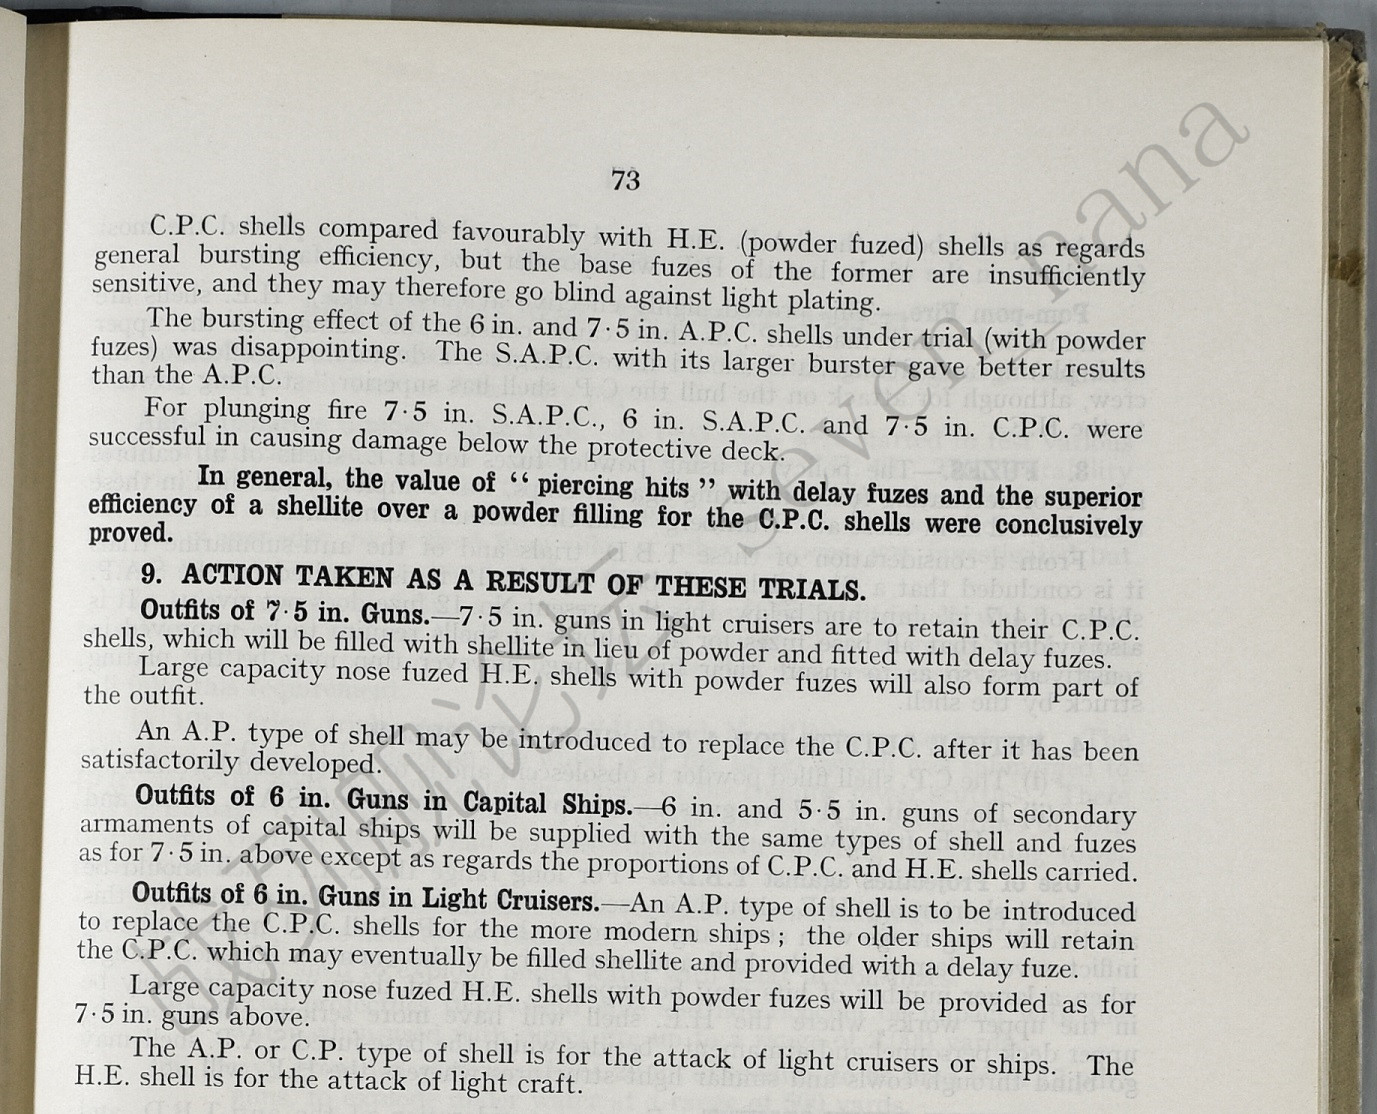 73
C.P.C. shells compared favourably with H.E. (powder fuzed) shells as regards
general bursting efficiency, but the base fuzes of the former are insufficiently
sensitive, and they may therefore go blind against light plating.
The bursting effect of the 6 in. and 7·5 in. A.P.C. shells under trial (with powder
fuzes) was disappointing. The S.A.P.C. with its larger burster gave better results
than the A.P.C.
For plunging fire 7·5 in. S.A.P.C., 6 in. S.A.P.C. and 7·5 in. C.P.C. were
successful in causing damage below the protective deck.
In general, the value of “ piercing hits ” with delay fuzes and the superior
efficiency of a shellite over a powder filling for the C.P.C. shells were conclusively
proved.
9. ACTION TAKEN AS A RESULT OF THESE TRIALS.
Outfits of 7·5 in. Guns.—7·5 in. guns in light cruisers are to retain their C.P.C.
shells, which will be filled with shellite in lieu of powder and fitted with delay fuzes.
Large capacity nose fuzed H.E. shells with powder fuzes will also form part of
the outfit.
An A.P. type of shell may be introduced to replace the C.P.C. after it has been
satisfactorily developed.
Outfits of 6 in. Guns in Capital Ships.—6 in. and 5·5 in. guns of secondary
armaments of capital ships will be supplied with the same types of shell and fuzes
as for 7·5 in. above except as regards the proportions of C.P.C. and H.E. shells carried.
Outfits of 6 in. Guns in Light Cruisers.—An A.P. type of shell is to be introduced
to replace the C.P.C. shells for the more modern ships ; the older ships will retain
the C.P.C. which may eventually be filled shellite and provided with a delay fuze.
Large capacity nose fuzed H.E. shells with powder fuzes will be provided as for
7·5 in. guns above.
The A.P. or C.P. type of shell is for the attack of light cruisers or ships. The
H.E. shell is for the attack of light craft.
seven_nana